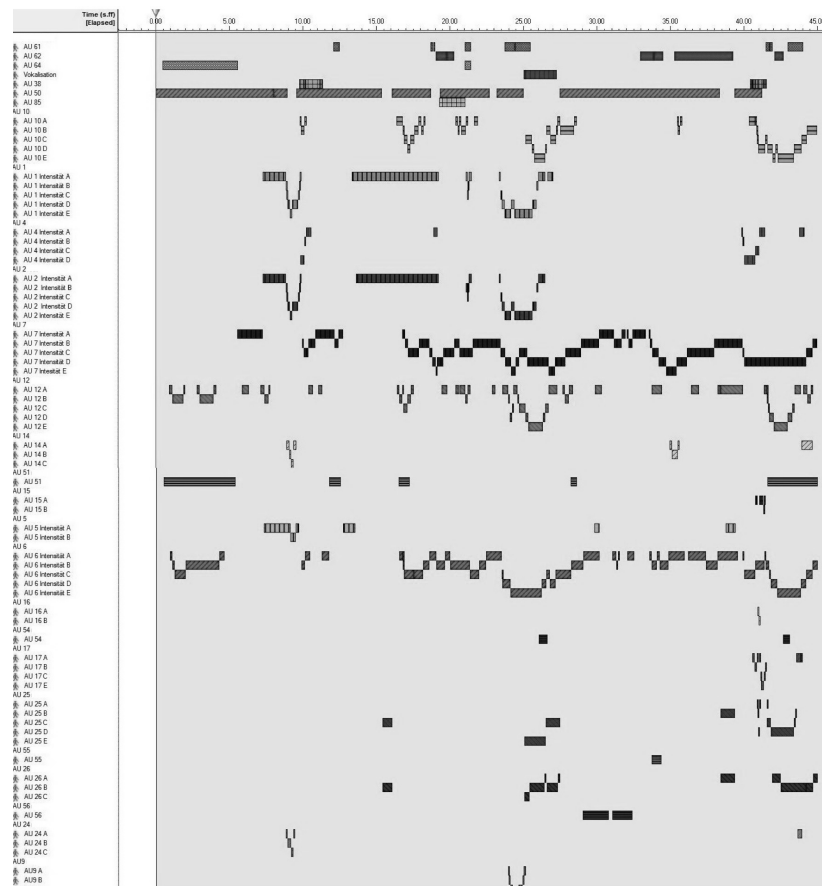 Time (s.ff)
[Elapsed]
0.00 5.00 10.00 15.00 20.00 25.00 30.00 35.00 40.00 45.00
AU 61
AU 62
AU 64
Vokalisation
AU 38
AU 50
AU 85
AU 10
AU 10 A
AU 10 B
AU 10 C
AU 10 D
AU 10 E
AU 1
AU 1 Intensität A
AU 1 Intensität B
AU 1 Intensität C
AU 1 Intensität D
AU 1 Intensität E
AU 4
AU 4 Intensität A
AU 4 Intensität B
AU 4 Intensität C
AU 4 Intensität D
AU 2
AU 2 Intensität A
AU 2 Intensität B
AU 2 Intensität C
AU 2 Intensität D
AU 2 Intensität E
AU 7
AU 7 Intensität A
AU 7 Intensität B
AU 7 Intensität C
AU 7 Intensität D
AU 7 Intesität E
AU 12
AU 12 A
AU 12 B
AU 12 C
AU 12 D
AU 12 E
AU 14
AU 14 A
AU 14 B
AU 14 C
AU 51
AU 51
AU 15
AU 15 A
AU 15 B
AU 5
AU 5 Intensität A
AU 5 Intensität B
AU 6
AU 6 Intensität A
AU 6 Intensität B
AU 6 Intensität C
AU 6 Intensität D
AU 6 Intensität E
AU 16
AU 16 A
AU 16 B
AU 54
AU 54
AU 17
AU 17 A
AU 17 B
AU 17 C
AU 17 E
AU 25
AU 25 A
AU 25 B
AU 25 C
AU 25 D
AU 25 E
AU 55
AU 55
AU 26
AU 26 A
AU 26 B
AU 26 C
AU 56
AU 56
AU 24
AU 24 A
AU 24 B
AU 24 C
AU9
AU9 A
AU9 B